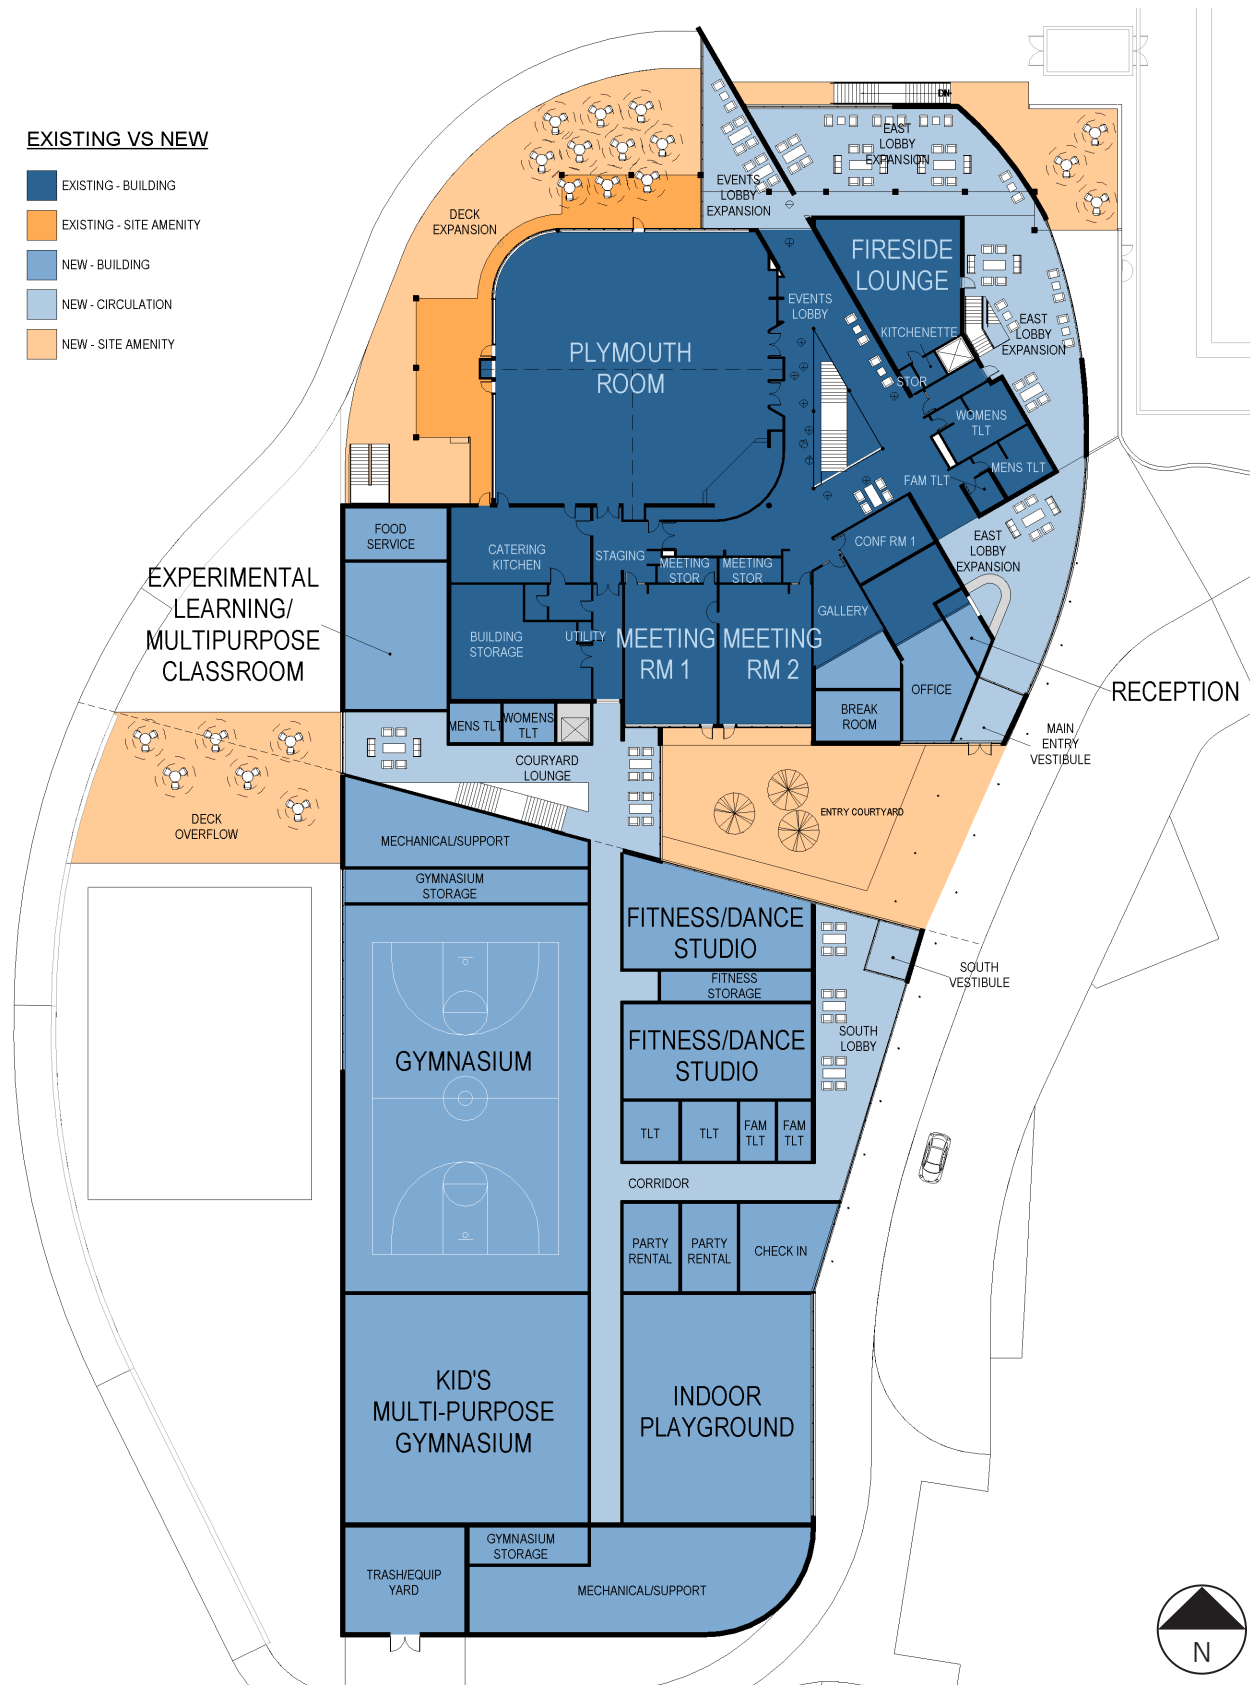 EXISTING VS NEW
EXISTING - BUILDING
EXISTING - SITE AMENITY
NEW - BUILDING
NEW - CIRCULATION
NEW - SITE AMENITY
DN
EAST
LOBBY
EXPANSION
EVENTS
LOBBY
EXPANSION
DECK
EXPANSION
FIRESIDE
LOUNGE
EVENTS
LOBBY
KITCHENETTE
EAST
LOBBY
EXPANSION
PLYMOUTH
ROOM
STOR
WOMENS
TLT
MENS TLT
FAM TLT
FOOD
SERVICE
CATERING
KITCHEN
STAGING
MEETING
STOR
MEETING
STOR
CONF RM 1
EAST
LOBBY
EXPANSION
EXPERIMENTAL
LEARNING/
MULTIPURPOSE
CLASSROOM
BUILDING
STORAGE
UTILITY
MEETING
RM 1
MEETING
RM 2
GALLERY
OFFICE
RECEPTION
BREAK
ROOM
MAIN
ENTRY
VESTIBULE
MENS TLT
WOMENS
TLT
COURYARD
LOUNGE
DECK
OVERFLOW
ENTRY COURTYARD
MECHANICAL/SUPPORT
GYMNASIUM
STORAGE
FITNESS/DANCE
STUDIO
FITNESS
STORAGE
SOUTH
VESTIBULE
SOUTH
LOBBY
GYMNASIUM
FITNESS/DANCE
STUDIO
TLT
TLT
FAM
TLT
FAM
TLT
CORRIDOR
PARTY
RENTAL
PARTY
RENTAL
CHECK IN
KID'S
MULTI-PURPOSE
GYMNASIUM
INDOOR
PLAYGROUND
GYMNASIUM
STORAGE
TRASH/EQUIP
YARD
MECHANICAL/SUPPORT
N